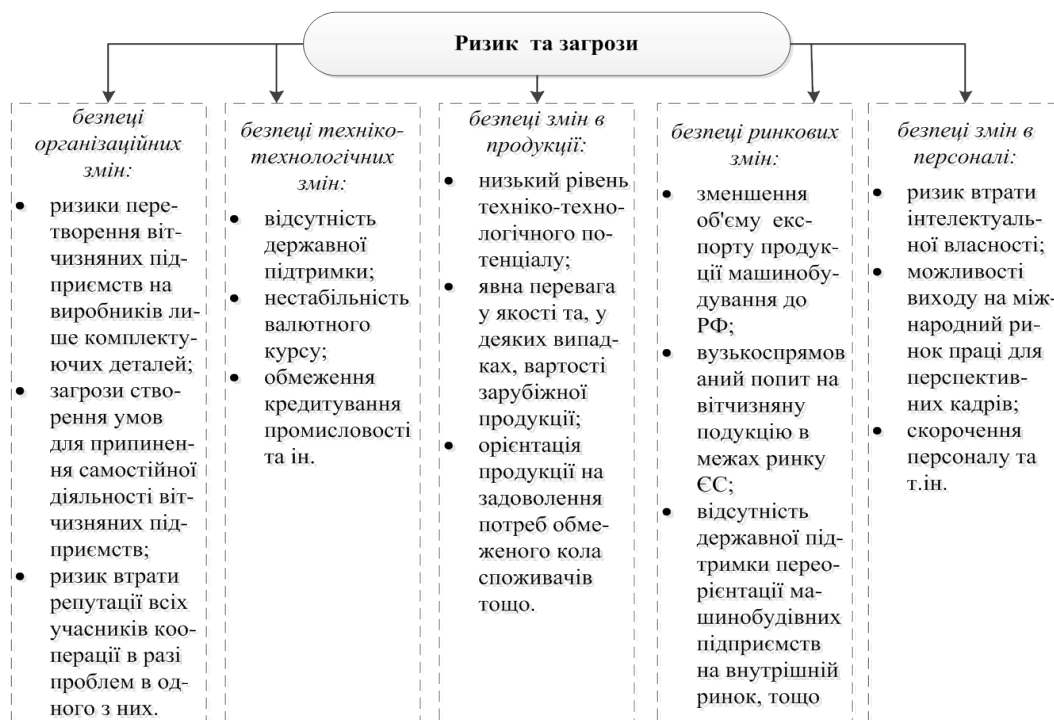 Ризик та загрози
безпеці
організаційних
змін:
• ризики пере-
творення віт-
чизняних під-
приємств на
виробників ли-
ше комплекту-
ючих деталей;
• загрози ство-
рення умов
для припинен-
ня самостійної
діяльності віт-
чизняних під-
приємств;
• ризик втрати
репутації всіх
учасників коо-
перації в разі
проблем в од-
ного з них.
безпеці техніко-
технологічних
змін:
• відсутність
державної
підтримки;
• нестабільність
валютного
курсу;
• обмеження
кредитування
промисловості
та ін.
безпеці змін в
продукції:
• низький рівень
техніко-техно-
логічного по-
тенціалу;
• явна перевага
у якості та, у
деяких випад-
ках, вартості
зарубіжної
продукції;
• орієнтація
продукції на
задоволення
потреб обме-
женого кола
споживачів
тощо.
безпеці ринкових
змін:
• зменшення
об'єму екс-
порту продук-
ції машинобу-
дування до
РФ;
• вузькоспрямов
аний попит на
вітчизняну
подукцію в
межах ринку
ЄС;
• відсутність
державної під-
тримки перео-
рієнтації ма-
шинобудівних
підприємств
на внутрішній
ринок, тощо
безпеці змін в
персоналі:
• ризик втрати
інтелектуаль-
ної власності;
• можливості
виходу на між-
народний ри-
нок праці для
перспектив-
них кадрів;
• скорочення
персоналу та
т.ін.